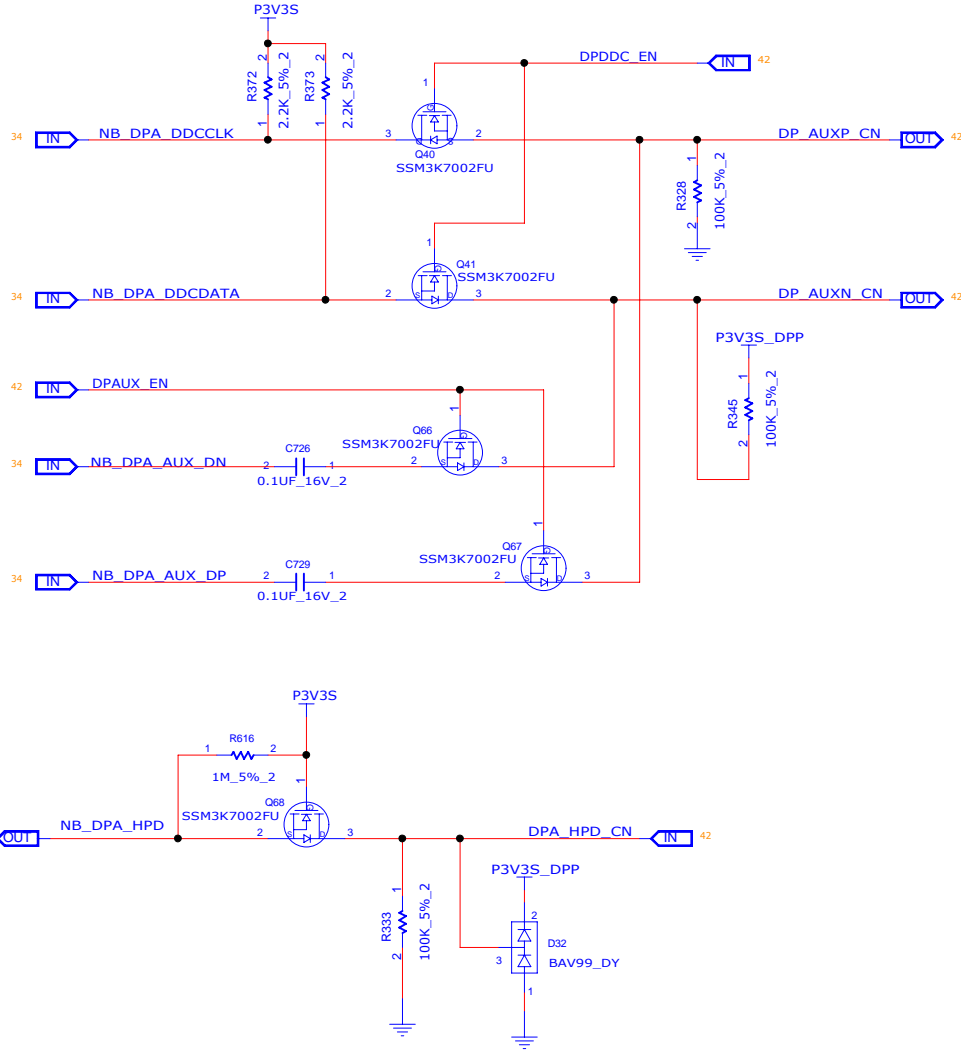 P3V3S
R372
2.2K_5%_2
2
1
R373
2.2K_5%_2
2
1
DPDDC_EN
IN
42
1
G
34
IN
NB_DPA_DDCCLK
3
D
S
2
Q40
SSM3K7002FU
DP_AUXP_CN
OUT
42
1
R328
100K_5%_2
2
1
G
Q41
SSM3K7002FU
34
IN
NB_DPA_DDCDATA
2
S
D
3
DP_AUXN_CN
OUT
42
P3V3S_DPP
1
R345
100K_5%_2
2
42
IN
DPAUX_EN
1
G
Q66
SSM3K7002FU
34
IN
NB_DPA_AUX_DN
2
C726
1
0.1UF_16V_2
2
S
D
3
1
G
Q67
SSM3K7002FU
34
IN
NB_DPA_AUX_DP
2
C729
1
0.1UF_16V_2
2
S
D
3
P3V3S
R616
1
2
1M_5%_2
1
G
Q68
SSM3K7002FU
OUT
NB_DPA_HPD
2
S
D
3
DPA_HPD_CN
IN
42
1
R333
100K_5%_2
2
P3V3S_DPP
2
D32
3
BAV99_DY
1